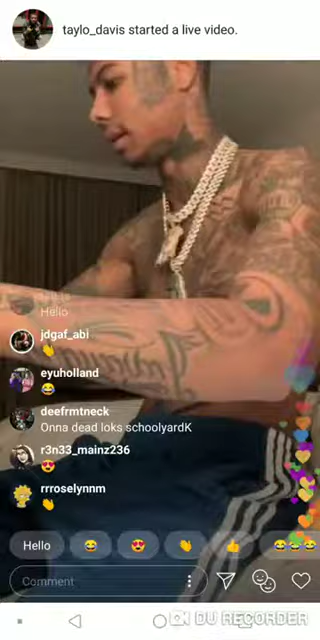 taylo_davis started a live video.
Hello
jdgaf_abi
👏
eyuholland
😂
deefrmtneck
Onna dead loks schoolyardK
r3n33_mainz236
😍
rrroselynnm
👏
Hello 😂 😍 👏 👍 😂😂😂
Comment
DU RECORDER